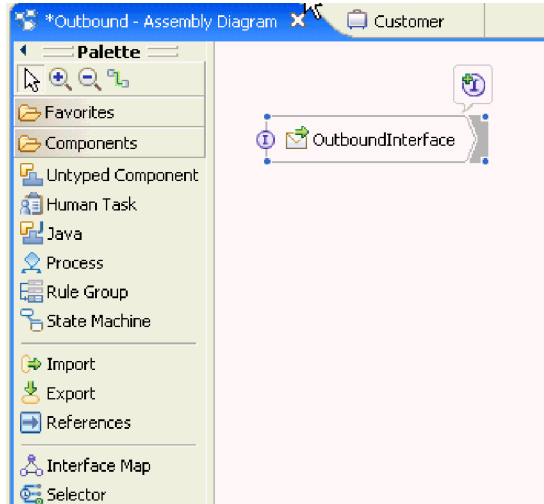 *Outbound - Assembly Diagram
Customer
Palette
Favorites
Components
Untyped Component
Human Task
Java
Process
Rule Group
State Machine
Import
Export
References
Interface Map
Selector
I
I OutboundInterface